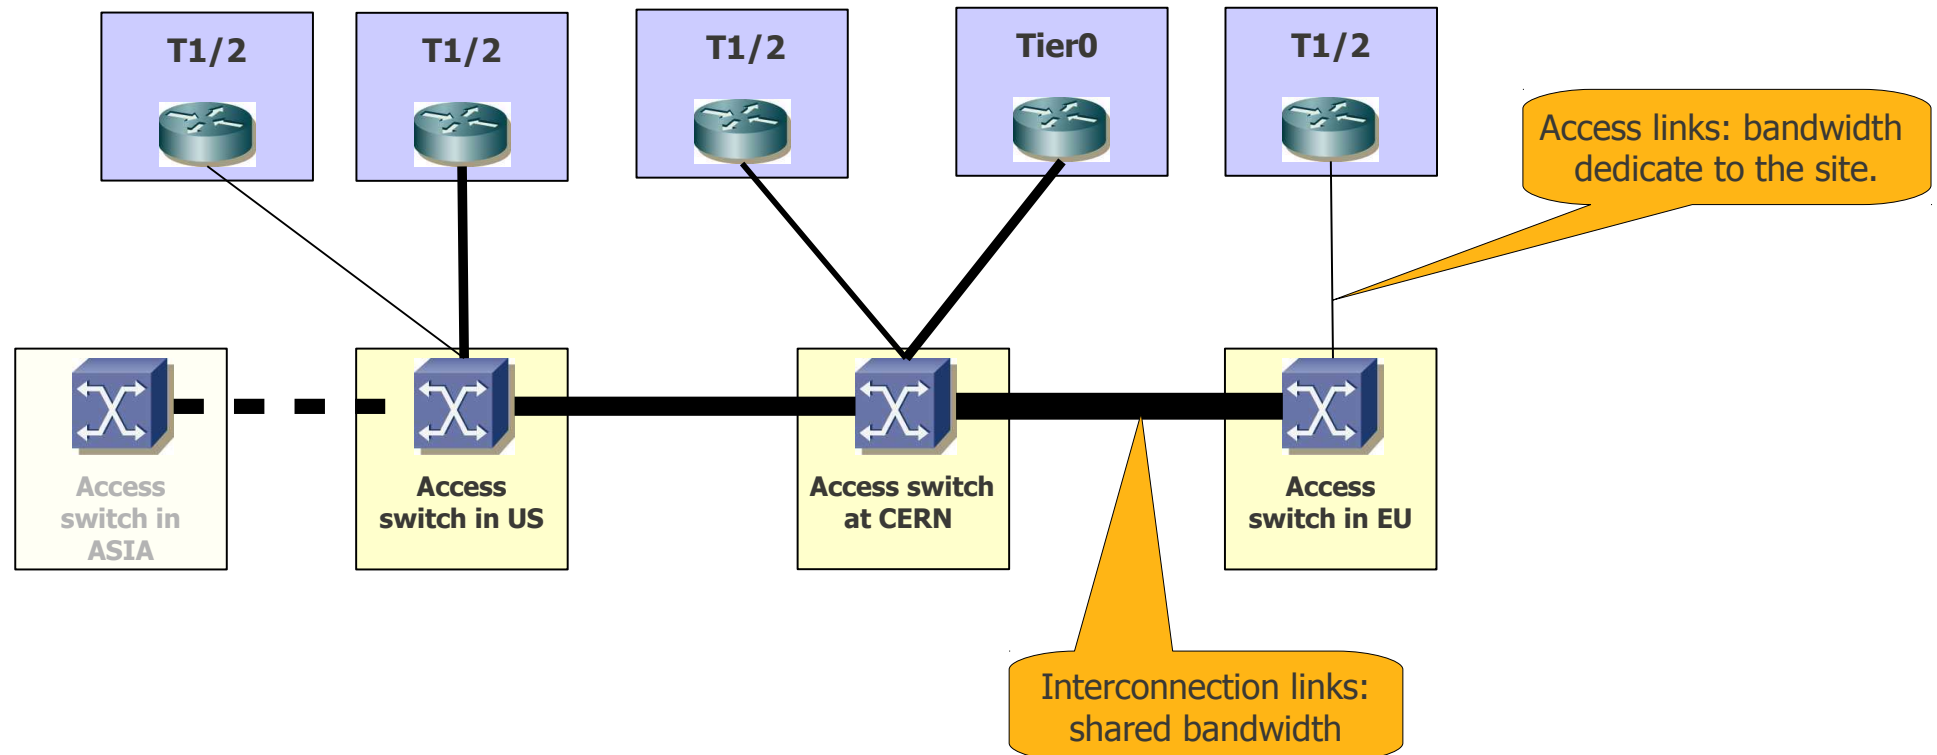 T1/2
T1/2
T1/2
Tier0
T1/2
Access links: bandwidth
dedicate to the site.
Access
switch in
ASIA
Access
switch in US
Access switch
at CERN
Access
switch in EU
Interconnection links:
shared bandwidth